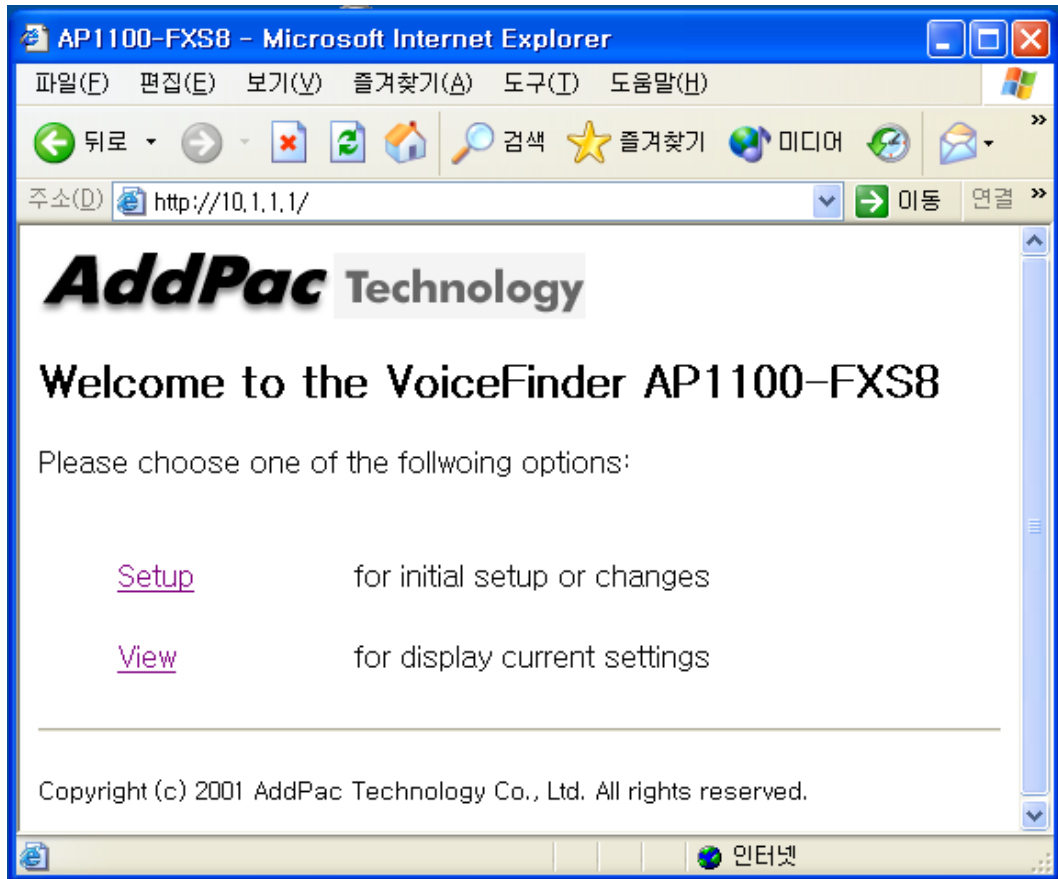 AP1100-FXS8 - Microsoft Internet Explorer
파일(F) 편집(E) 보기(V) 즐겨찾기(A) 도구(T) 도움말(H)
뒤로 검색 즐겨찾기 미디어 »
주소(D) http://10.1.1.1/ 이동 연결 »
AddPac Technology
Welcome to the VoiceFinder AP1100-FXS8
Please choose one of the follwoing options:
Setup for initial setup or changes
View for display current settings
Copyright (c) 2001 AddPac Technology Co., Ltd. All rights reserved.
인터넷